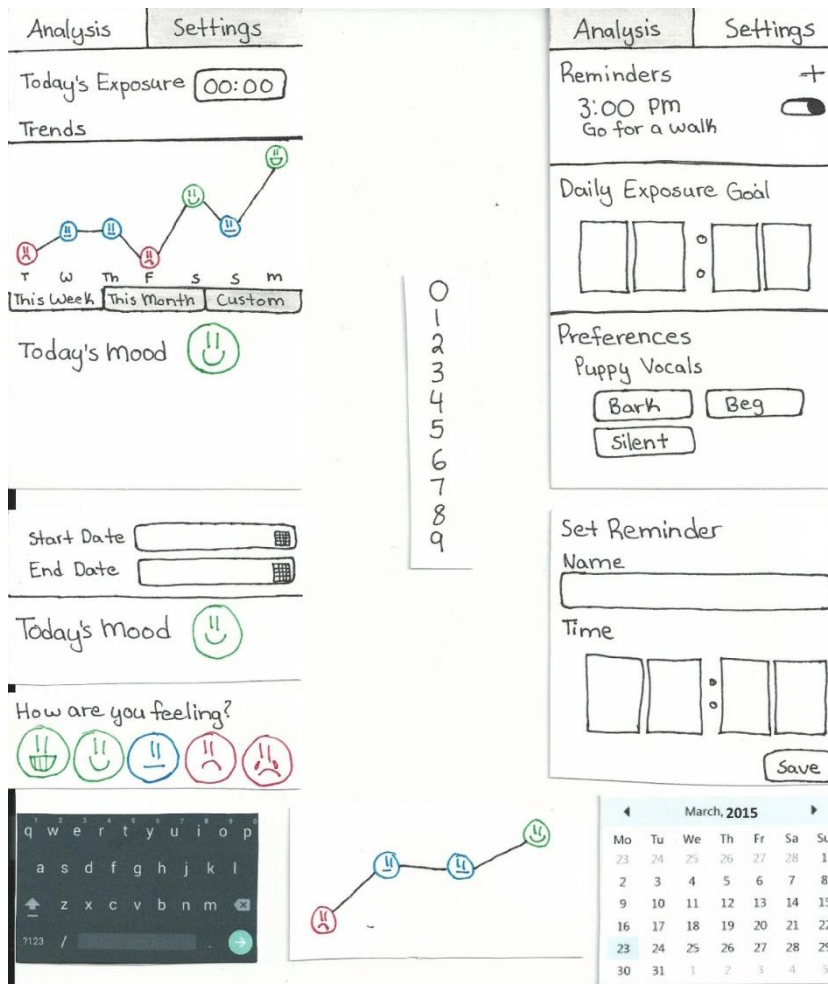 Analysis Settings
Today's Exposure 00:00
Trends
T W Th F S S m
This Week This Month Custom
Today's Mood
Start Date
End Date
Today's Mood
How are you feeling?
q w e r t y u i o p
a s d f g h j k l
z x c v b n m
?123 / .
0
1
2
3
4
5
6
7
8
9
Analysis Settings
Reminders +
3:00 Pm
Go for a walk
Daily Exposure Goal
:
Preferences
Puppy Vocals
Bark Beg
Silent
Set Reminder
Name
Time
:
Save
March, 2015
Mo Tu We Th Fr Sa Su
23 24 25 26 27 28 1
2 3 4 5 6 7 8
9 10 11 12 13 14 15
16 17 18 19 20 21 22
23 24 25 26 27 28 29
30 31 1 2 3 4 5